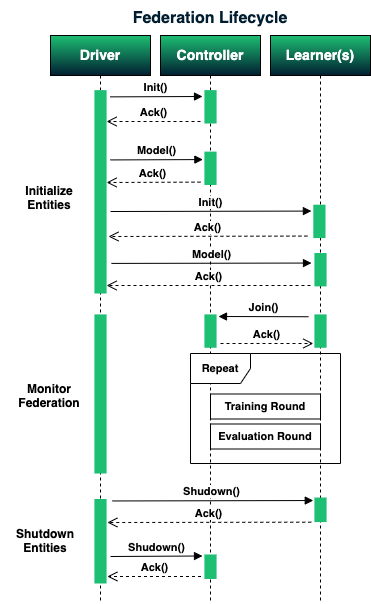 Federation Lifecycle
Driver
Controller
Learner(s)
Init()
Ack()
Model()
Ack()
Initialize
Entities
Init()
Ack()
Model()
Ack()
Join()
Ack()
Repeat
Monitor
Federation
Training Round
Evaluation Round
Shudown()
Ack()
Shutdown
Entities
Shudown()
Ack()